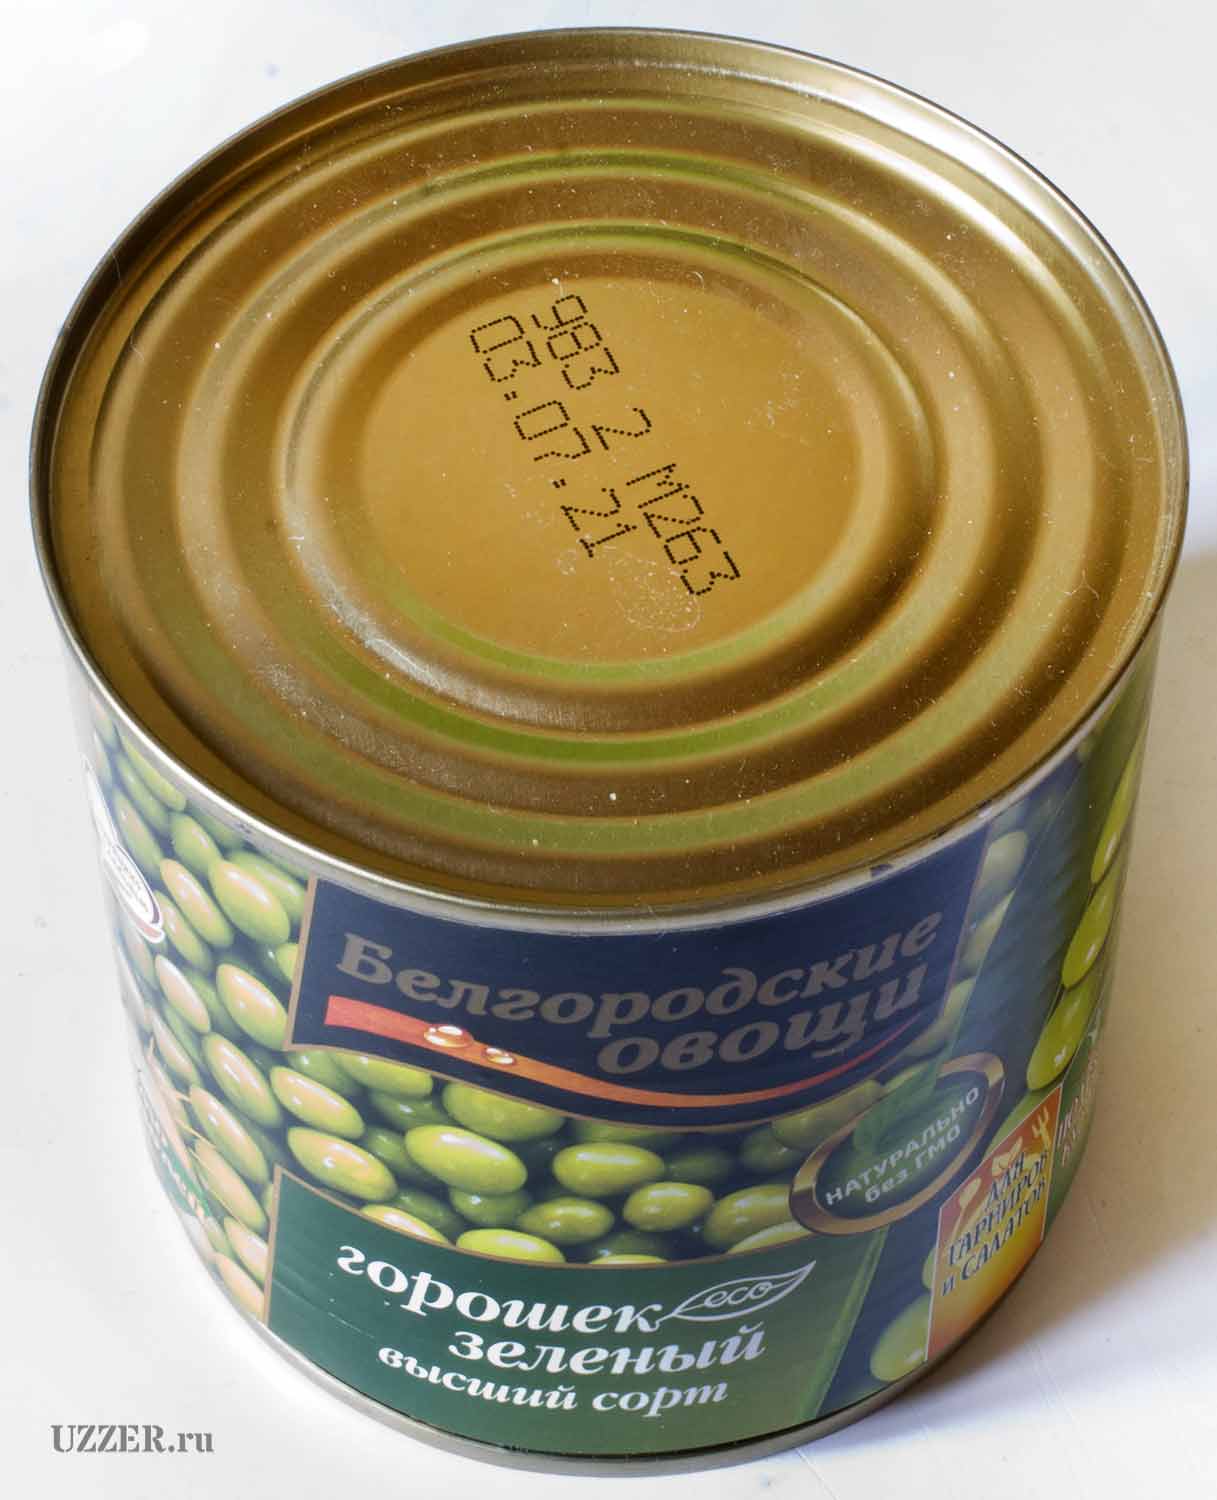 983 2 М263
03.07.21
Белгородские
овощи
НАТУРАЛЬНО
без ГМО
ДЛЯ
ГАРНИРОВ
и САЛАТОВ
горошек eco
зеленый
высший сорт
UZZER.ru